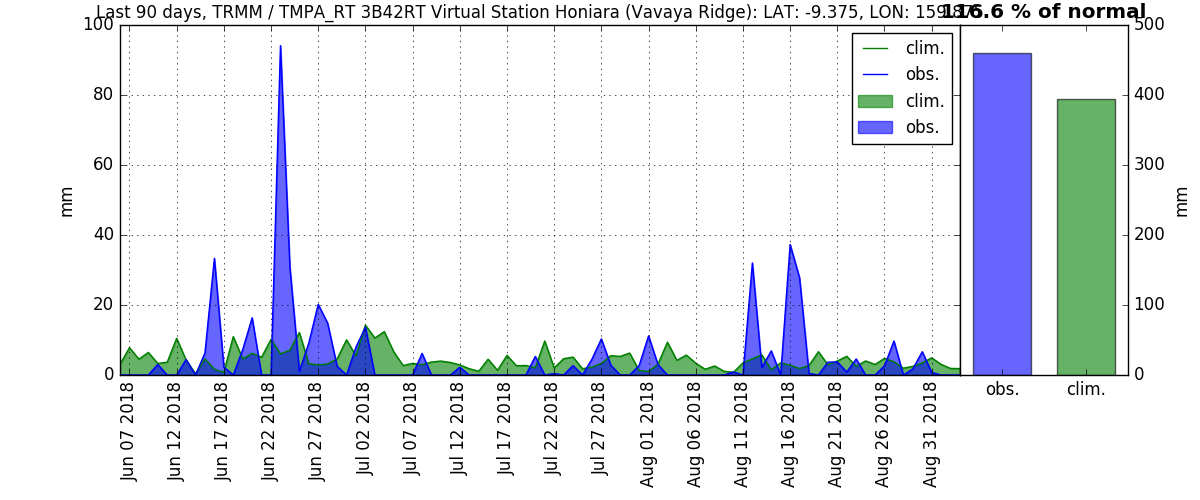 Last 90 days, TRMM / TMPA_RT 3B42RT Virtual Station Honiara (Vavaya Ridge): LAT: -9.375, LON:
116.6 % of normal
100
80
60
40
20
0
mm
clim.
obs.
clim.
obs.
Jun 07 2018
Jun 12 2018
Jun 17 2018
Jun 22 2018
Jun 27 2018
Jul 02 2018
Jul 07 2018
Jul 12 2018
Jul 17 2018
Jul 22 2018
Jul 27 2018
Aug 01 2018
Aug 06 2018
Aug 11 2018
Aug 16 2018
Aug 21 2018
Aug 26 2018
Aug 31 2018
500
400
300
200
100
0
mm
obs.
clim.